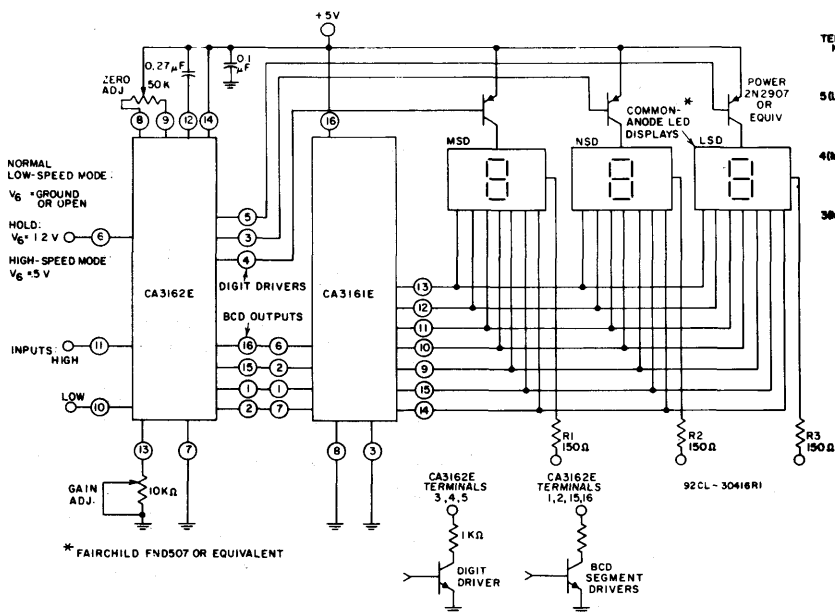 +5V
0.27µF
0.1
µF
ZERO
ADJ
50K
8
9
12
14
16
NORMAL
LOW-SPEED MODE:
V6 = GROUND
OR OPEN
HOLD:
V6 = 1.2 V
6
HIGH-SPEED MODE
V6 = 5 V
CA3162E
5
3
4
DIGIT DRIVERS
BCD OUTPUTS
INPUTS:
HIGH
11
LOW
10
16
15
1
2
6
2
1
7
CA3161E
13
12
11
10
9
15
14
13
7
8
3
GAIN
ADJ.
10KΩ
* FAIRCHILD FND507 OR EQUIVALENT
MSD
NSD
LSD
COMMON-*
ANODE LED
DISPLAYS
POWER
2N2907
OR
EQUIV
R1
150Ω
R2
150Ω
R3
150Ω
92CL-30416R1
CA3162E
TERMINALS
3,4,5
1KΩ
DIGIT
DRIVER
CA3162E
TERMINALS
1,2,15,16
BCD
SEGMENT
DRIVERS